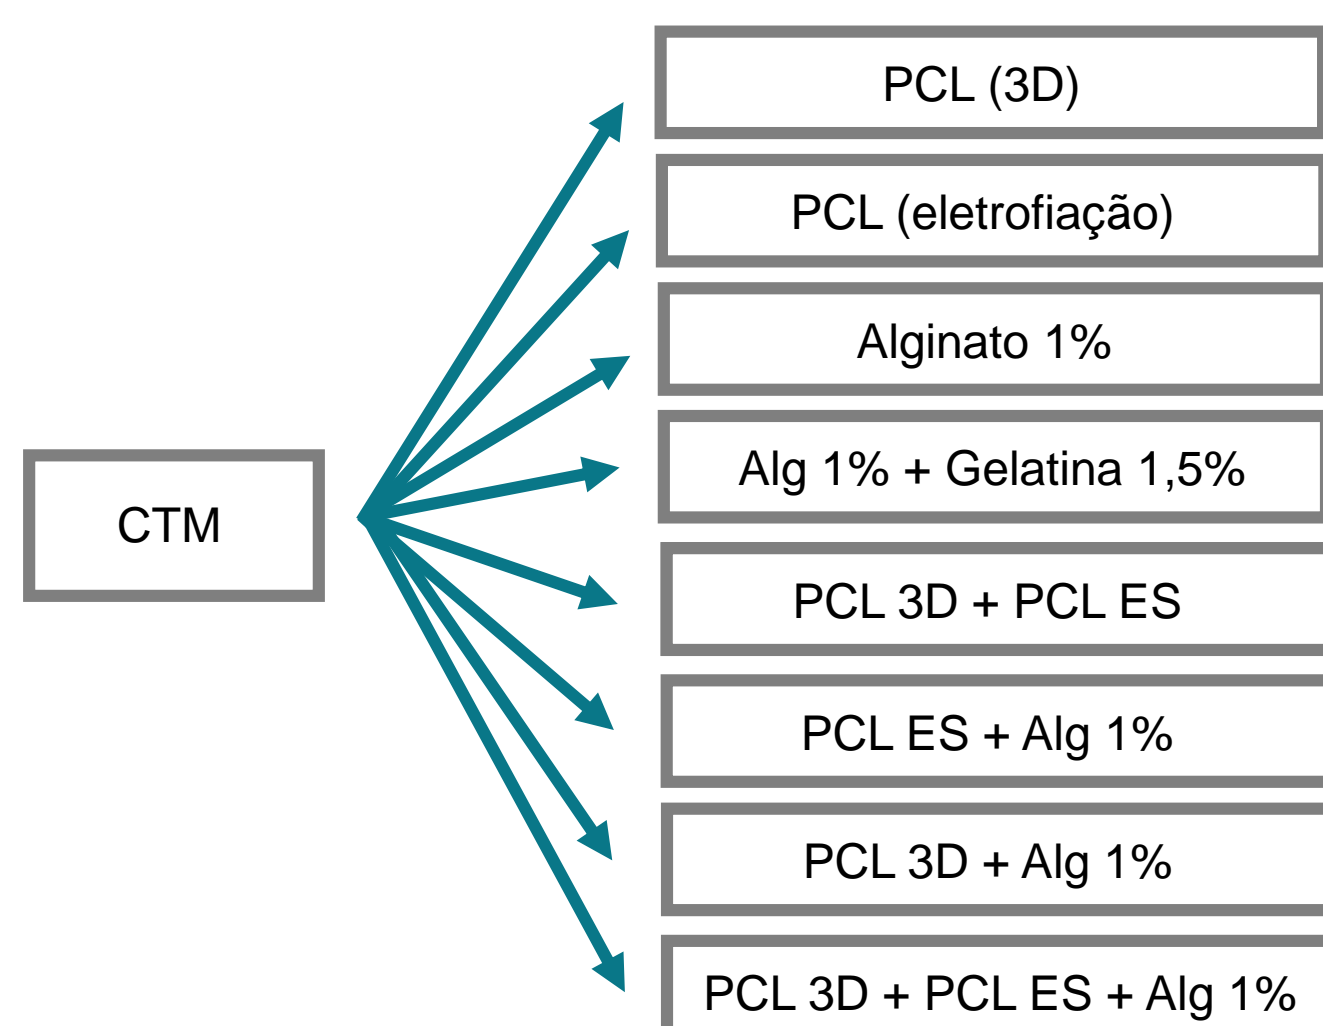 PCL (3D)
PCL (eletrofiação)
Alginato 1%
Alg 1% + Gelatina 1,5%
CTM
PCL 3D + PCL ES
PCL ES + Alg 1%
PCL 3D + Alg 1%
PCL 3D + PCL ES + Alg 1%